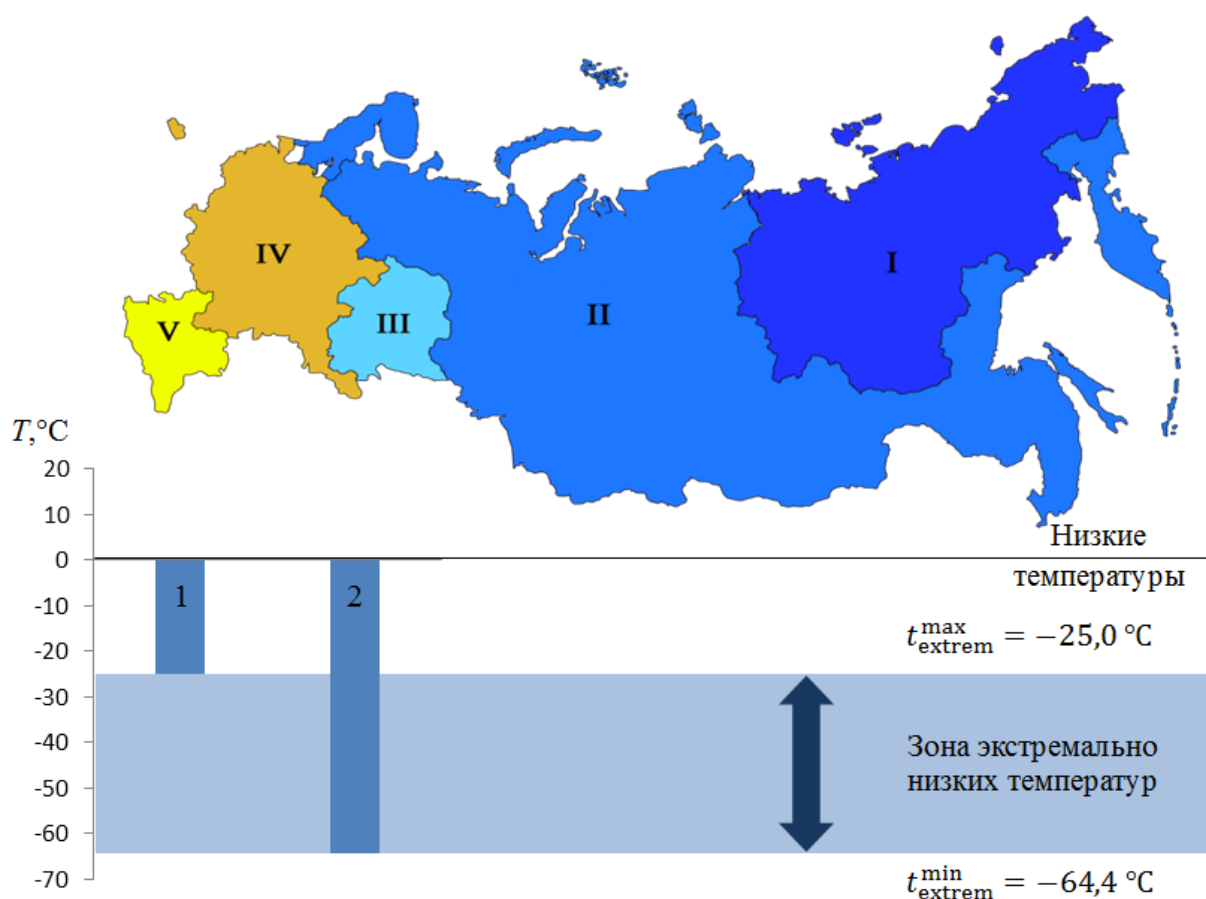 IV
I
II
V
III
T,°C
20
0
-10
-20
-30
-40
-50
-60
-70
10
1
2
Низкие
температуры
t_extrem^max = −25,0 °C
Зона экстремально
низких температур
t_extrem^min = −64,4 °C